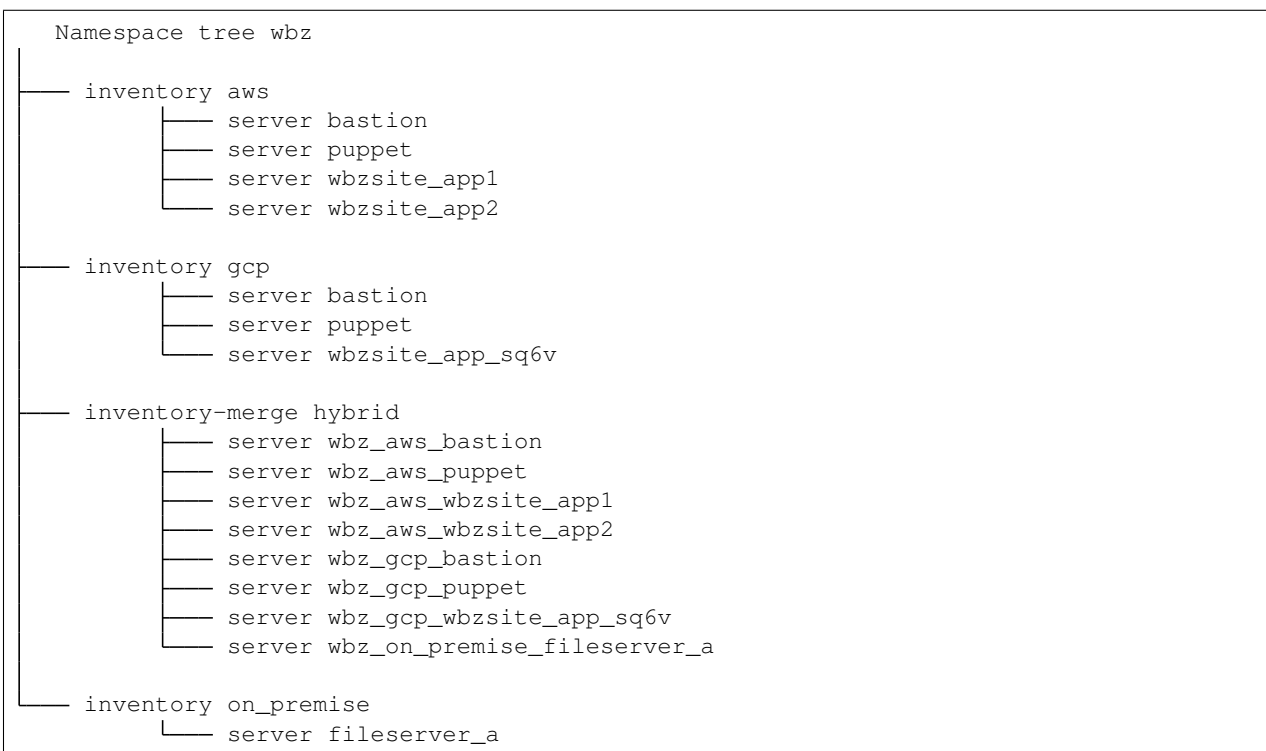 Namespace tree wbz
inventory aws
server bastion
server puppet
server wbzsite_app1
server wbzsite_app2
inventory gcp
server bastion
server puppet
server wbzsite_app_sq6v
inventory-merge hybrid
server wbz_aws_bastion
server wbz_aws_puppet
server wbz_aws_wbzsite_app1
server wbz_aws_wbzsite_app2
server wbz_gcp_bastion
server wbz_gcp_puppet
server wbz_gcp_wbzsite_app_sq6v
server wbz_on_premise_fileserver_a
inventory on_premise
server fileserver_a